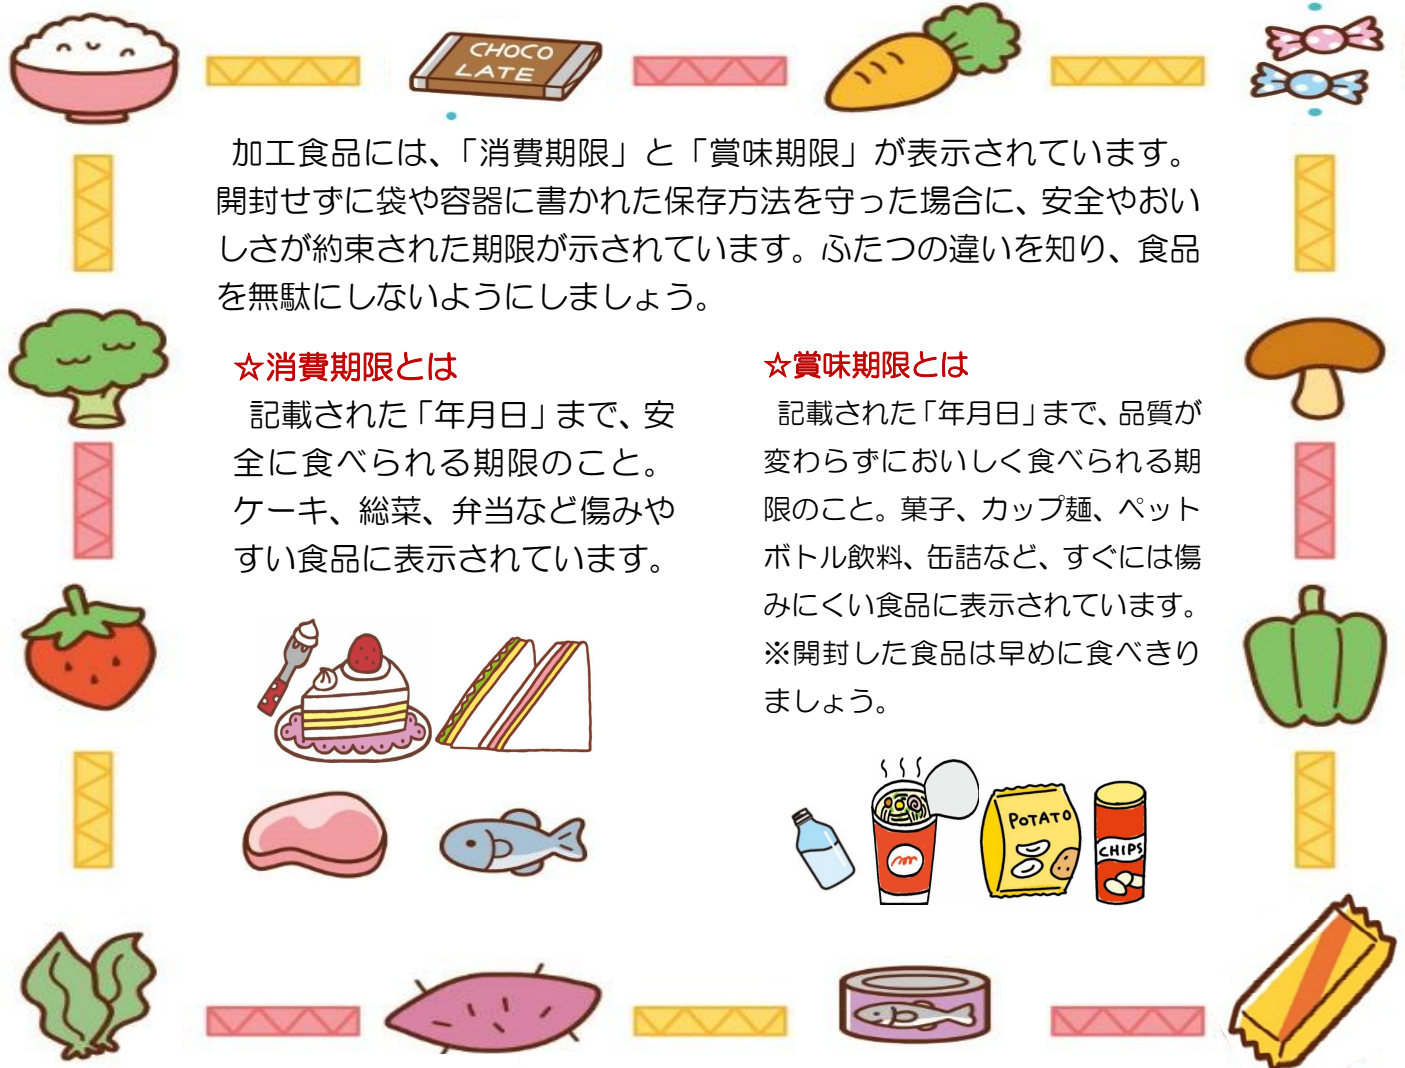 CHOCO
LATE
加工食品には、「消費期限」と「賞味期限」が表示されています。
開封せずに袋や容器に書かれた保存方法を守った場合に、安全やおい
しさが約束された期限が示されています。ふたつの違いを知り、食品
を無駄にしないようにしましょう。
☆消費期限とは
記載された「年月日」まで、安
全に食べられる期限のこと。
ケーキ、総菜、弁当など傷みや
すい食品に表示されています。
☆賞味期限とは
記載された「年月日」まで、品質が
変わらずにおいしく食べられる期
限のこと。菓子、カップ麺、ペット
ボトル飲料、缶詰など、すぐには傷
みにくい食品に表示されています。
※開封した食品は早めに食べきり
ましょう。
POTATO
CHIPS